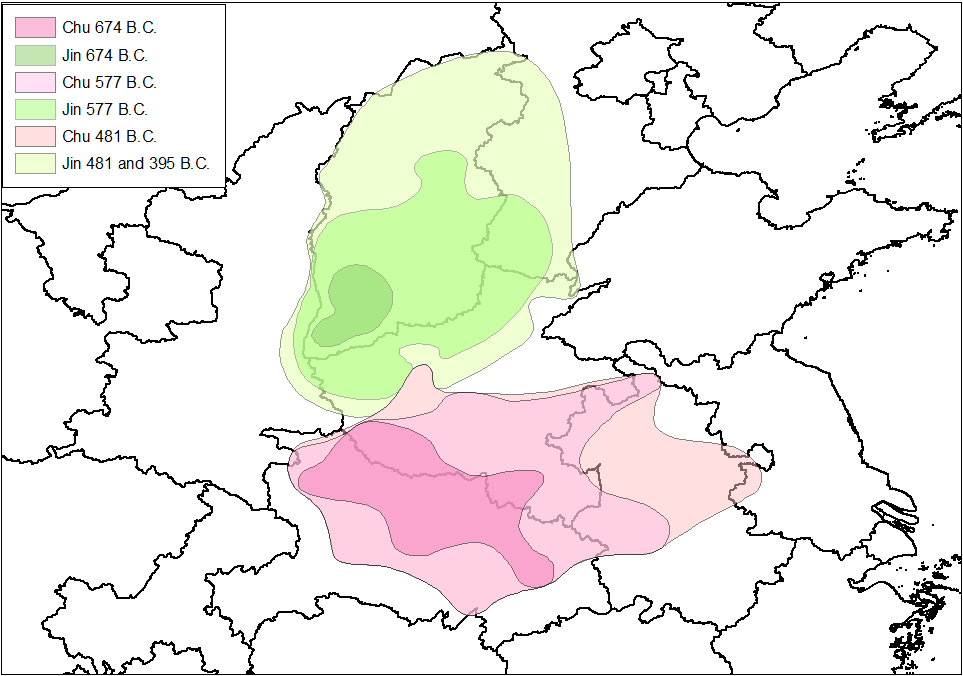 Chu 674 B.C.
Jin 674 B.C.
Chu 577 B.C.
Jin 577 B.C.
Chu 481 B.C.
Jin 481 and 395 B.C.